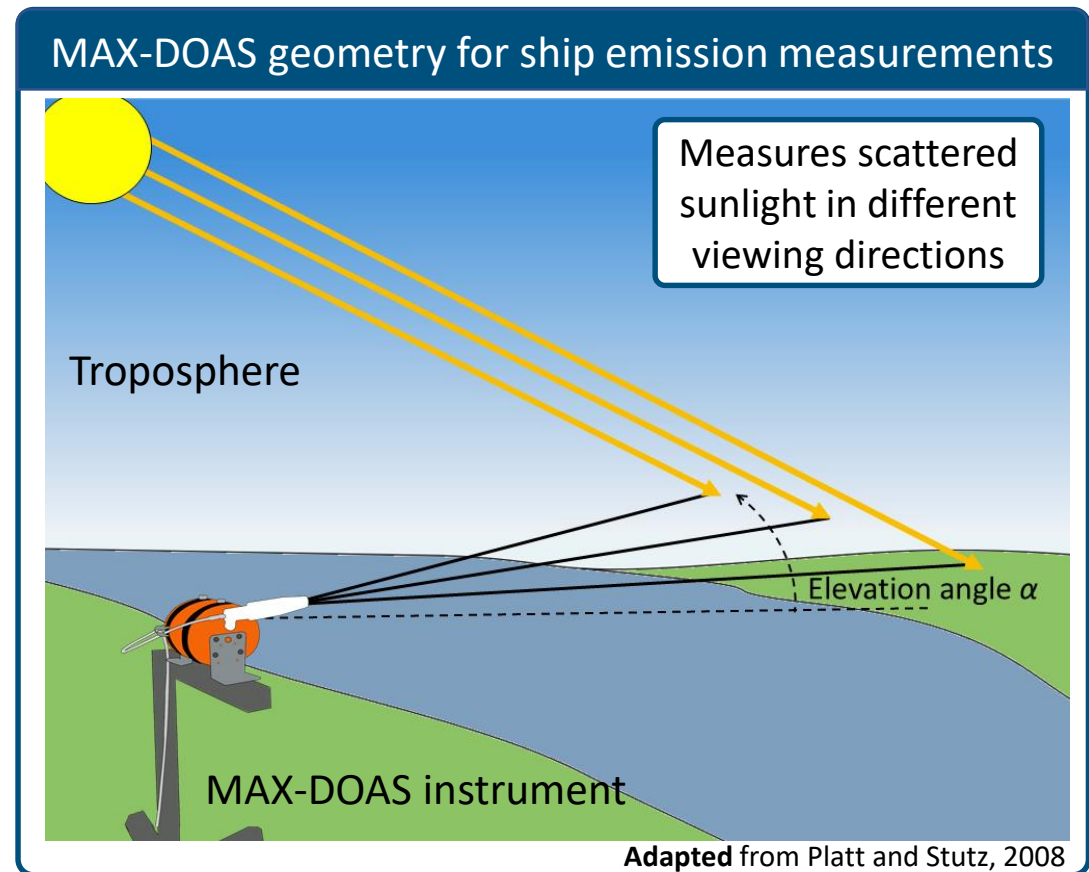 MAX-DOAS geometry for ship emission measurements
Measures scattered
sunlight in different
viewing directions
Troposphere
Elevation angle α
MAX-DOAS instrument
Adapted from Platt and Stutz, 2008